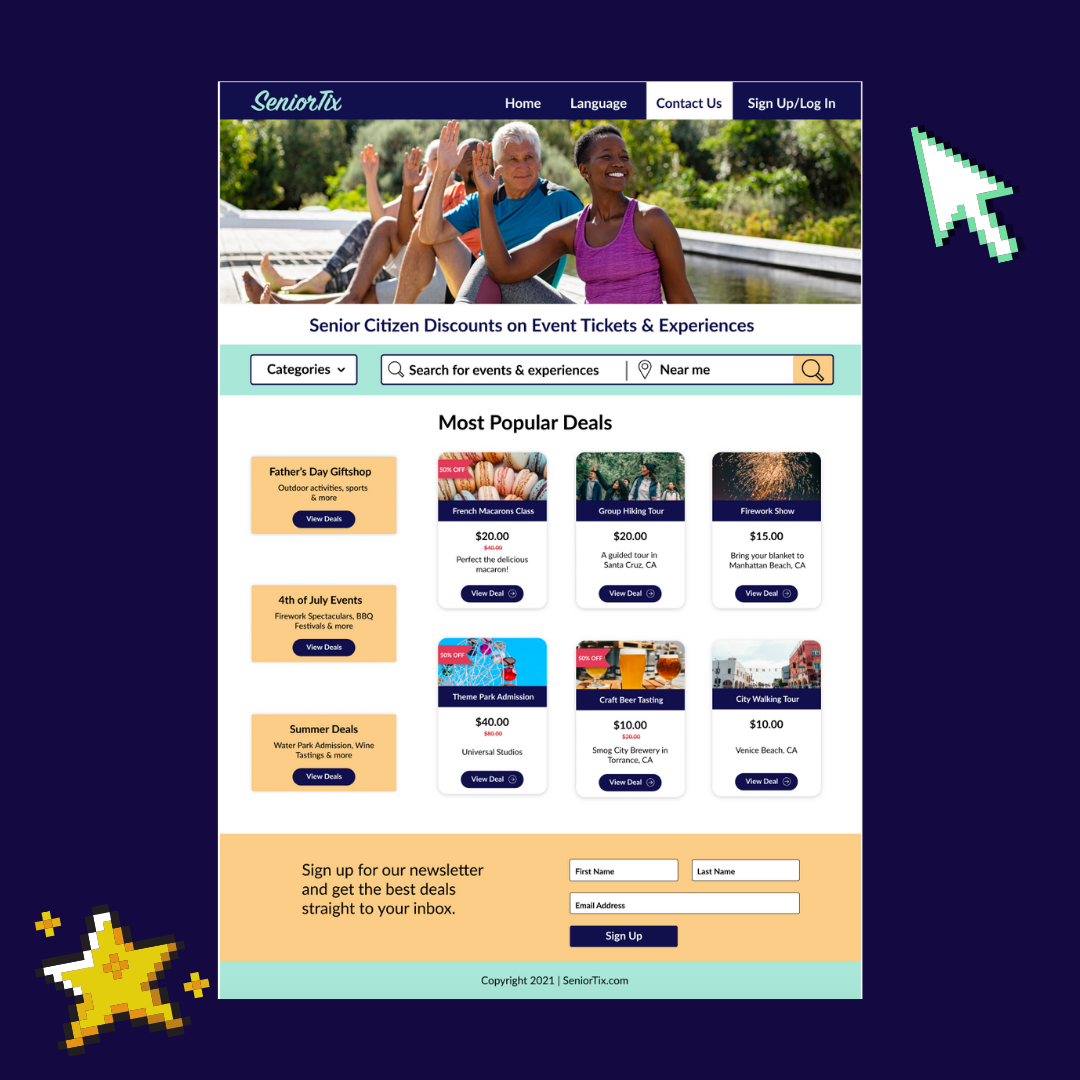 SeniorTix
Home
Language
Contact Us
Sign Up/Log In
Senior Citizen Discounts on Event Tickets & Experiences
Categories
Search for events & experiences
Near me
Most Popular Deals
Father's Day Giftshop
Outdoor activities, sports
& more
View Deals
4th of July Events
Firework Spectaculars, BBQ
Festivals & more
View Deals
Summer Deals
Water Park Admission, Wine
Tastings & more
View Deals
50% OFF
French Macarons Class
$20.00
$40.00
Perfect the delicious
macaron!
View Deal
Group Hiking Tour
$20.00
A guided tour in
Santa Cruz, CA
View Deal
Firework Show
$15.00
Bring your blanket to
Manhattan Beach, CA
View Deal
50% OFF
Theme Park Admission
$40.00
$80.00
Universal Studios
View Deal
50% OFF
Craft Beer Tasting
$10.00
$20.00
Smog City Brewery in
Torrance, CA
View Deal
VENICE
City Walking Tour
$10.00
Venice Beach, CA
View Deal
Sign up for our newsletter
and get the best deals
straight to your inbox.
First Name
Last Name
Email Address
Sign Up
Copyright 2021 | SeniorTix.com